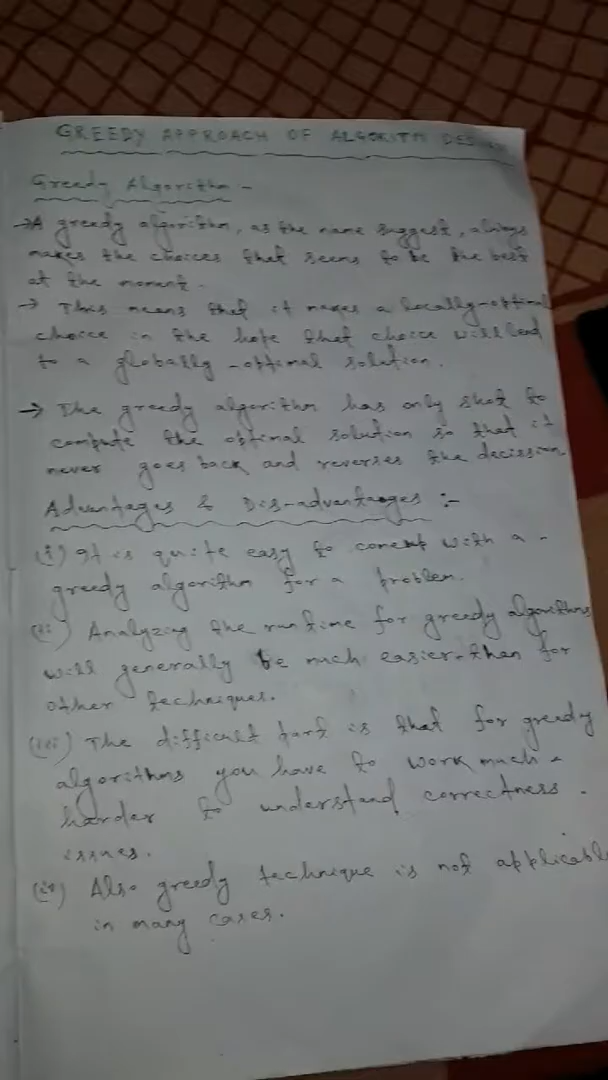 GREEDY APPROACH OF ALGORITM DESIGN
Greedy Algorithm :-
→ A greedy algorithm, as the name suggest, always
makes the choices that seems to be the best
at the moment.
→ This means that it makes a locally-optimal
choice in the hope that choice will lead
to a globally-optimal solution.
→ The greedy algorithm has only shot to
compute the optimal solution so that it
never goes back and reverses the decission
Advantages & Dis-advantages :-
(i) It is quite easy to comeup with a -
greedy algorithm for a problem.
(ii) Analyzing the run time for greedy algorithms
will generally be much easier than for
other techniques.
(iii) The difficult part is that for greedy
algorithms you have to work much -
harder to understand correctness
issues.
(iv) Also greedy technique is not applicable
in many cases.